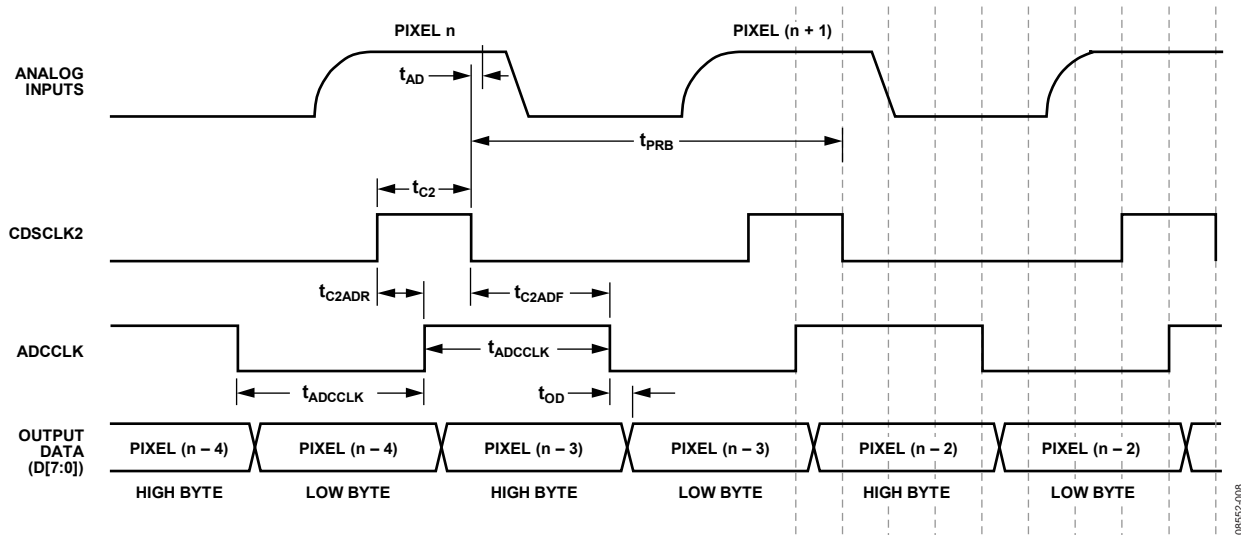 PIXEL n
PIXEL (n + 1)
ANALOG
INPUTS
tAD
tPRB
tC2
CDSCLK2
tC2ADR
tC2ADF
ADCCLK
tADCCLK
tADCCLK
tOD
OUTPUT
DATA
(D[7:0])
PIXEL (n – 4)
PIXEL (n – 4)
PIXEL (n – 3)
PIXEL (n – 3)
PIXEL (n – 2)
PIXEL (n – 2)
HIGH BYTE
LOW BYTE
HIGH BYTE
LOW BYTE
HIGH BYTE
LOW BYTE
08552-008